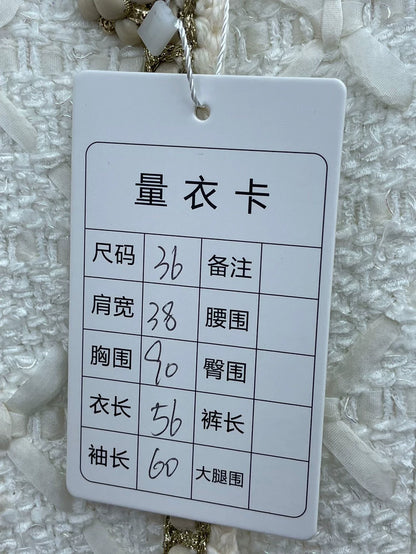 量衣卡
尺码 36 备注
肩宽 38 腰围
胸围 90 臀围
衣长 56 裤长
袖长 60 大腿围